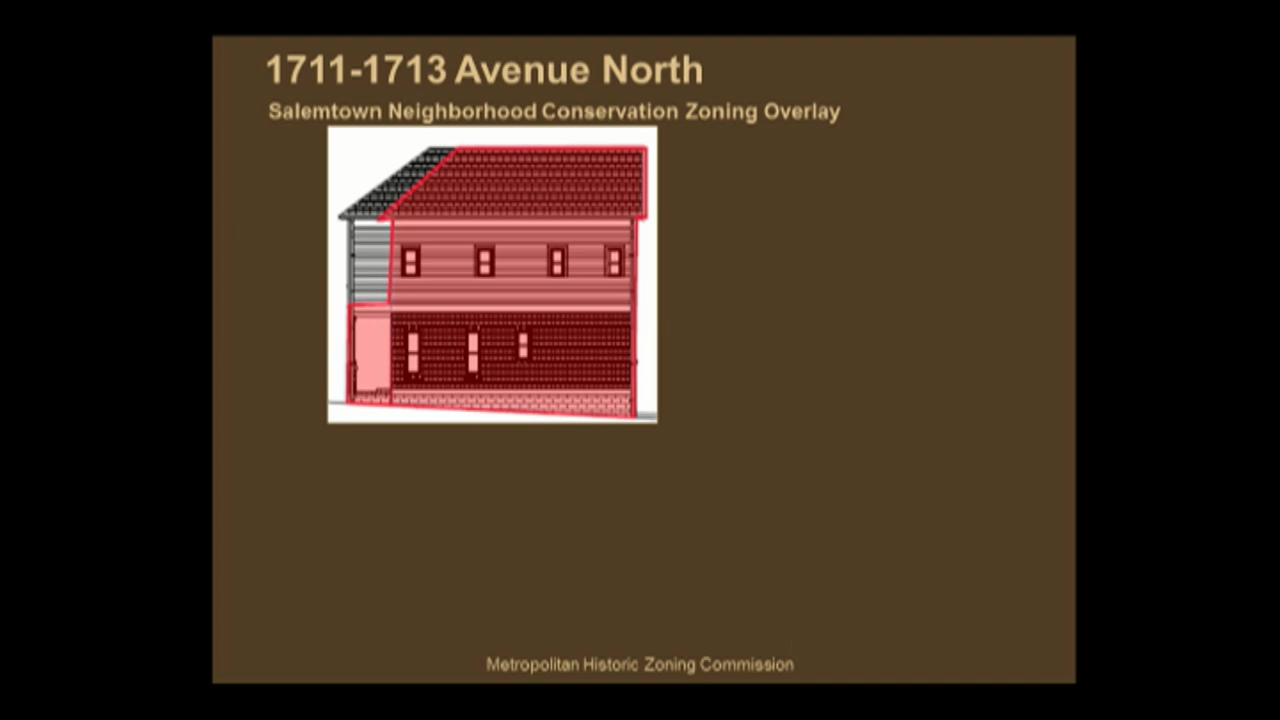 1711-1713 Avenue North
Salemtown Neighborhood Conservation Zoning Overlay
Metropolitan Historic Zoning Commission